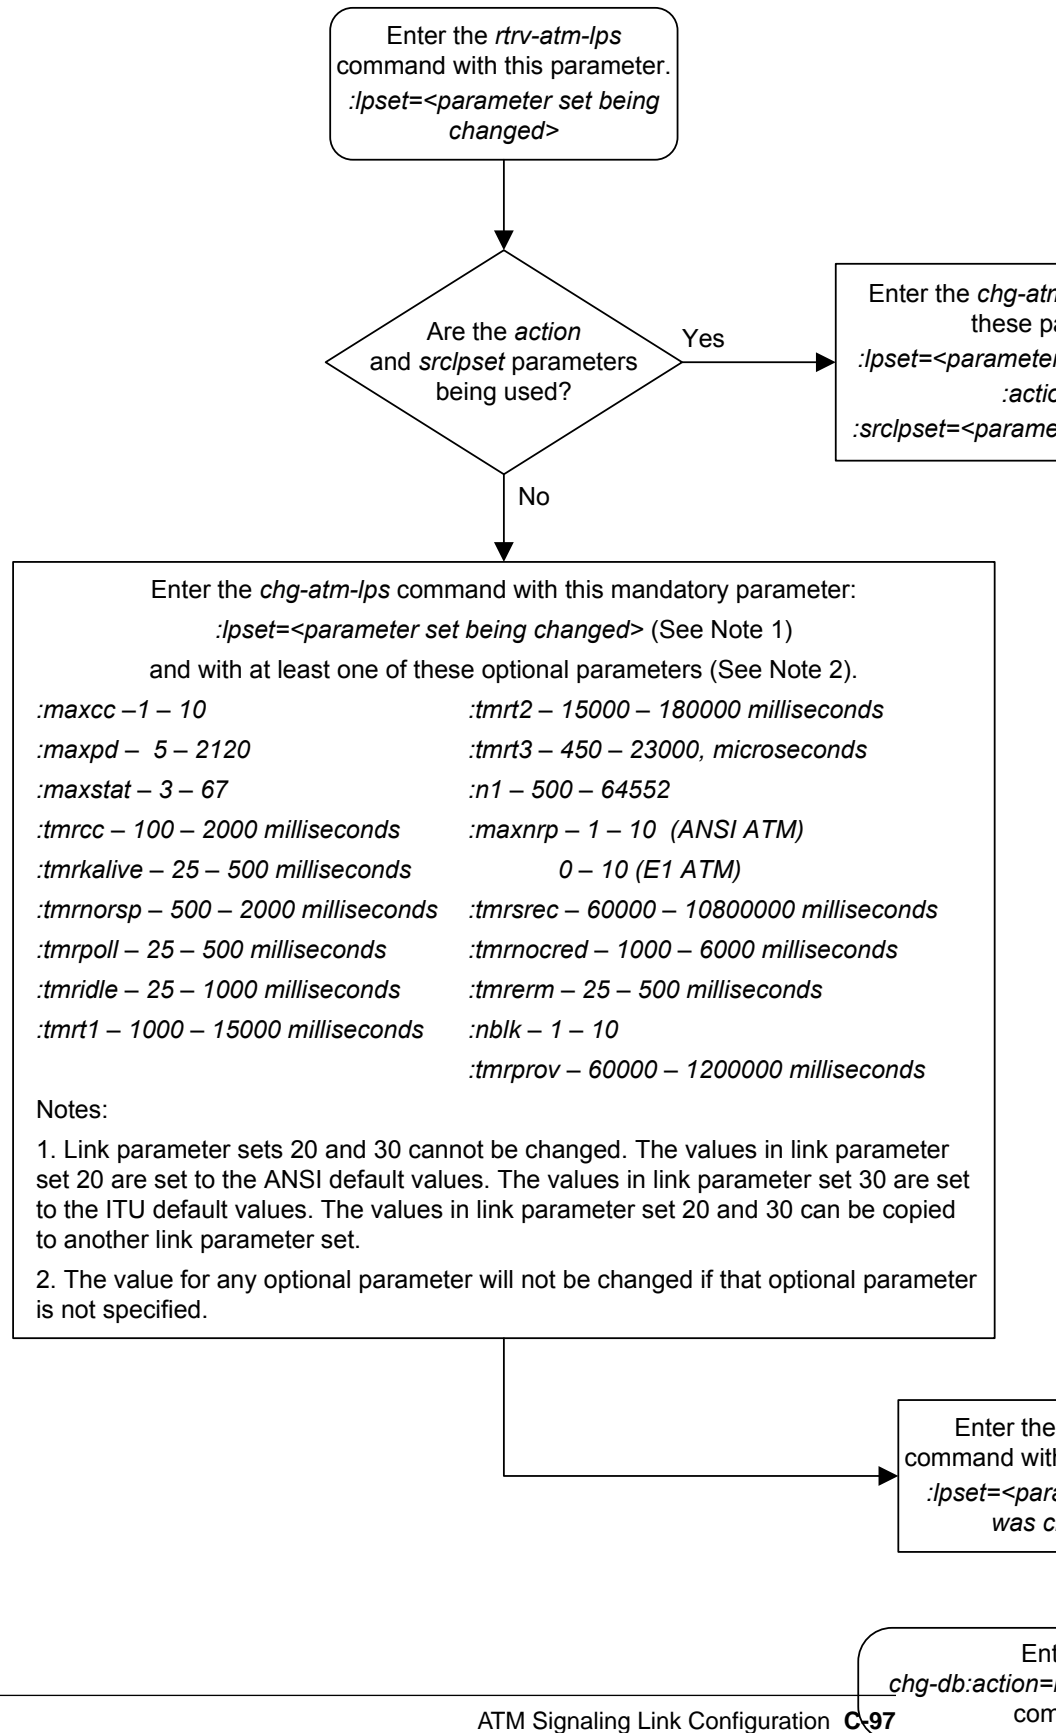 Enter the rtrv-atm-lps
command with this parameter.
:lpset=<parameter set being
changed>
Are the action
and srclpset parameters
being used?
Yes
Enter the
these
:lpset=<parameter
:srclpset=
No
Enter the chg-atm-lps command with this mandatory parameter:
:lpset=<parameter set being changed> (See Note 1)
and with at least one of these optional parameters (See Note 2).
:maxcc –1 – 10
:maxpd – 5 – 2120
:maxstat – 3 – 67
:tmrcc – 100 – 2000 milliseconds
:tmrkalive – 25 – 500 milliseconds
:tmrnorsp – 500 – 2000 milliseconds
:tmrpoll – 25 – 500 milliseconds
:tmridle – 25 – 1000 milliseconds
:tmrt1 – 1000 – 15000 milliseconds
:tmrt2 – 15000 – 180000 milliseconds
:tmrt3 – 450 – 23000, microseconds
:n1 – 500 – 64552
:maxnrp – 1 – 10 (ANSI ATM)
0 – 10 (E1 ATM)
:tmrsrec – 60000 – 10800000 milliseconds
:tmrnocred – 1000 – 6000 milliseconds
:tmrerm – 25 – 500 milliseconds
:nblk – 1 – 10
:tmrprov – 60000 – 1200000 milliseconds
Notes:
1. Link parameter sets 20 and 30 cannot be changed. The values in link parameter
set 20 are set to the ANSI default values. The values in link parameter set 30 are set
to the ITU default values. The values in link parameter set 20 and 30 can be copied
to another link parameter set.
2. The value for any optional parameter will not be changed if that optional parameter
is not specified.
Enter the
command
:lpset=
was
chg-db:action=
ATM Signaling Link Configuration C-97